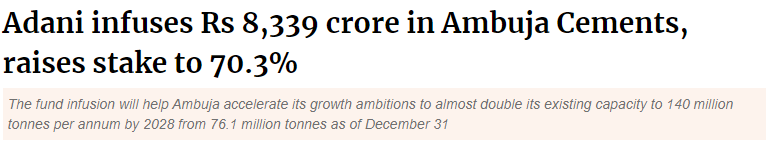 Adani infuses Rs 8,339 crore in Ambuja Cements,
raises stake to 70.3%
The fund infusion will help Ambuja accelerate its growth ambitions to almost double its existing capacity to 140 million
tonnes per annum by 2028 from 76.1 million tonnes as of December 31